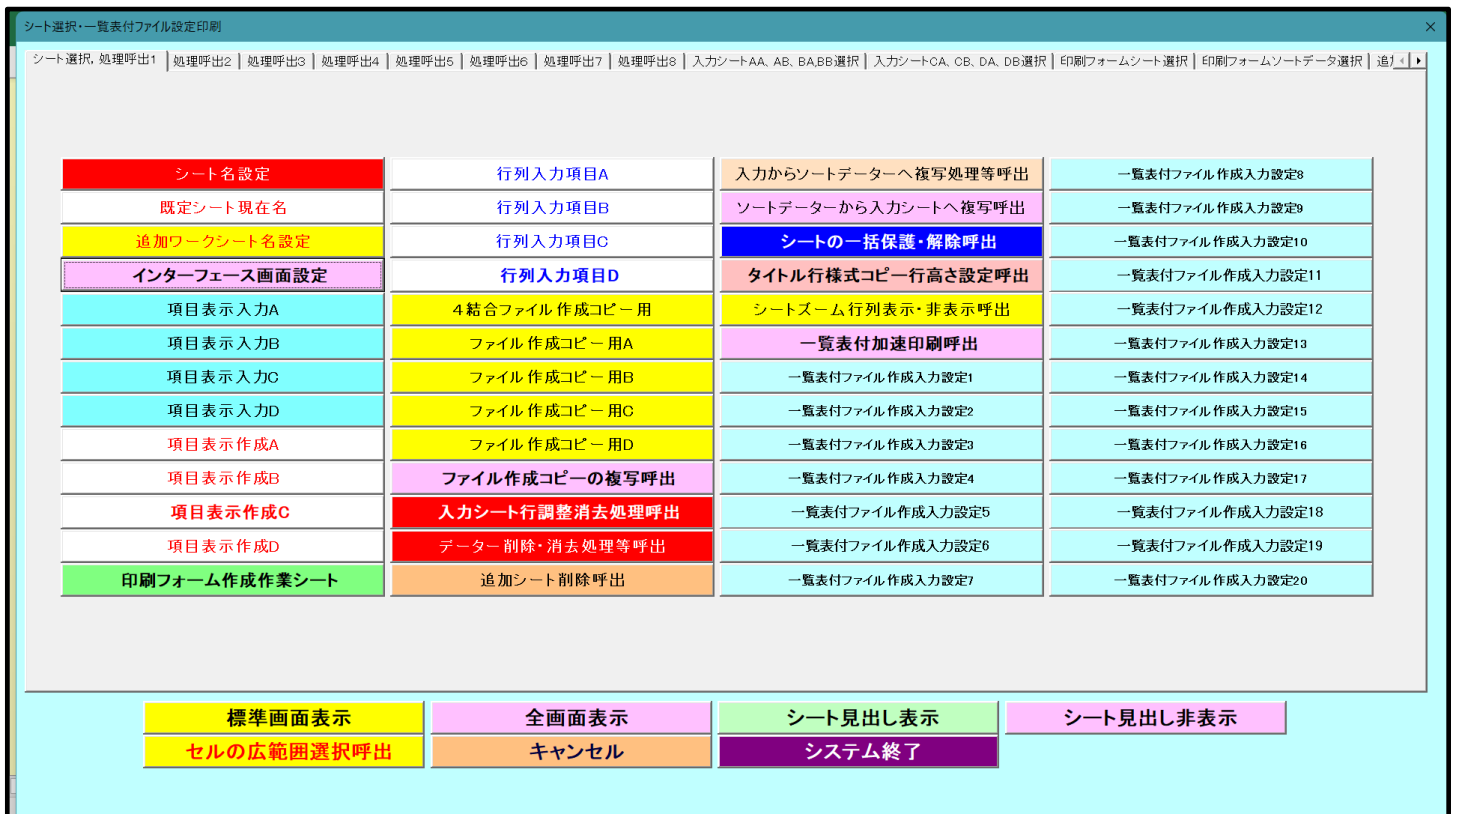 シート選択・一覧表付ファイル設定印刷
シート選択, 処理呼出1 処理呼出2 処理呼出3 処理呼出4 処理呼出5 処理呼出6 処理呼出7 処理呼出8 入力シートAA、AB、BA,BB選択 入力シートCA、CB、DA、DB選択 印刷フォームシート選択 印刷フォームソートデータ選択
シート名設定
既定シート現在名
追加ワークシート名設定
インターフェース画面設定
項目表示入力A
項目表示入力B
項目表示入力C
項目表示入力D
項目表示作成A
項目表示作成B
項目表示作成C
項目表示作成D
印刷フォーム作成作業シート
行列入力項目A
行列入力項目B
行列入力項目C
行列入力項目D
4結合ファイル作成コピー用
ファイル作成コピー用A
ファイル作成コピー用B
ファイル作成コピー用C
ファイル作成コピー用D
ファイル作成コピーの複写呼出
入力シート行調整消去処理呼出
データー削除・消去処理等呼出
追加シート削除呼出
入力からソートデーターへ複写処理等呼出
ソートデーターから入力シートへ複写呼出
シートの一括保護・解除呼出
タイトル行様式コピー行高さ設定呼出
シートズーム行列表示・非表示呼出
一覧表付加速印刷呼出
一覧表付ファイル作成入力設定1
一覧表付ファイル作成入力設定2
一覧表付ファイル作成入力設定3
一覧表付ファイル作成入力設定4
一覧表付ファイル作成入力設定5
一覧表付ファイル作成入力設定6
一覧表付ファイル作成入力設定7
一覧表付ファイル作成入力設定8
一覧表付ファイル作成入力設定9
一覧表付ファイル作成入力設定10
一覧表付ファイル作成入力設定11
一覧表付ファイル作成入力設定12
一覧表付ファイル作成入力設定13
一覧表付ファイル作成入力設定14
一覧表付ファイル作成入力設定15
一覧表付ファイル作成入力設定16
一覧表付ファイル作成入力設定17
一覧表付ファイル作成入力設定18
一覧表付ファイル作成入力設定19
一覧表付ファイル作成入力設定20
標準画面表示 全画面表示 シート見出し表示 シート見出し非表示
セルの広範囲選択呼出 キャンセル システム終了